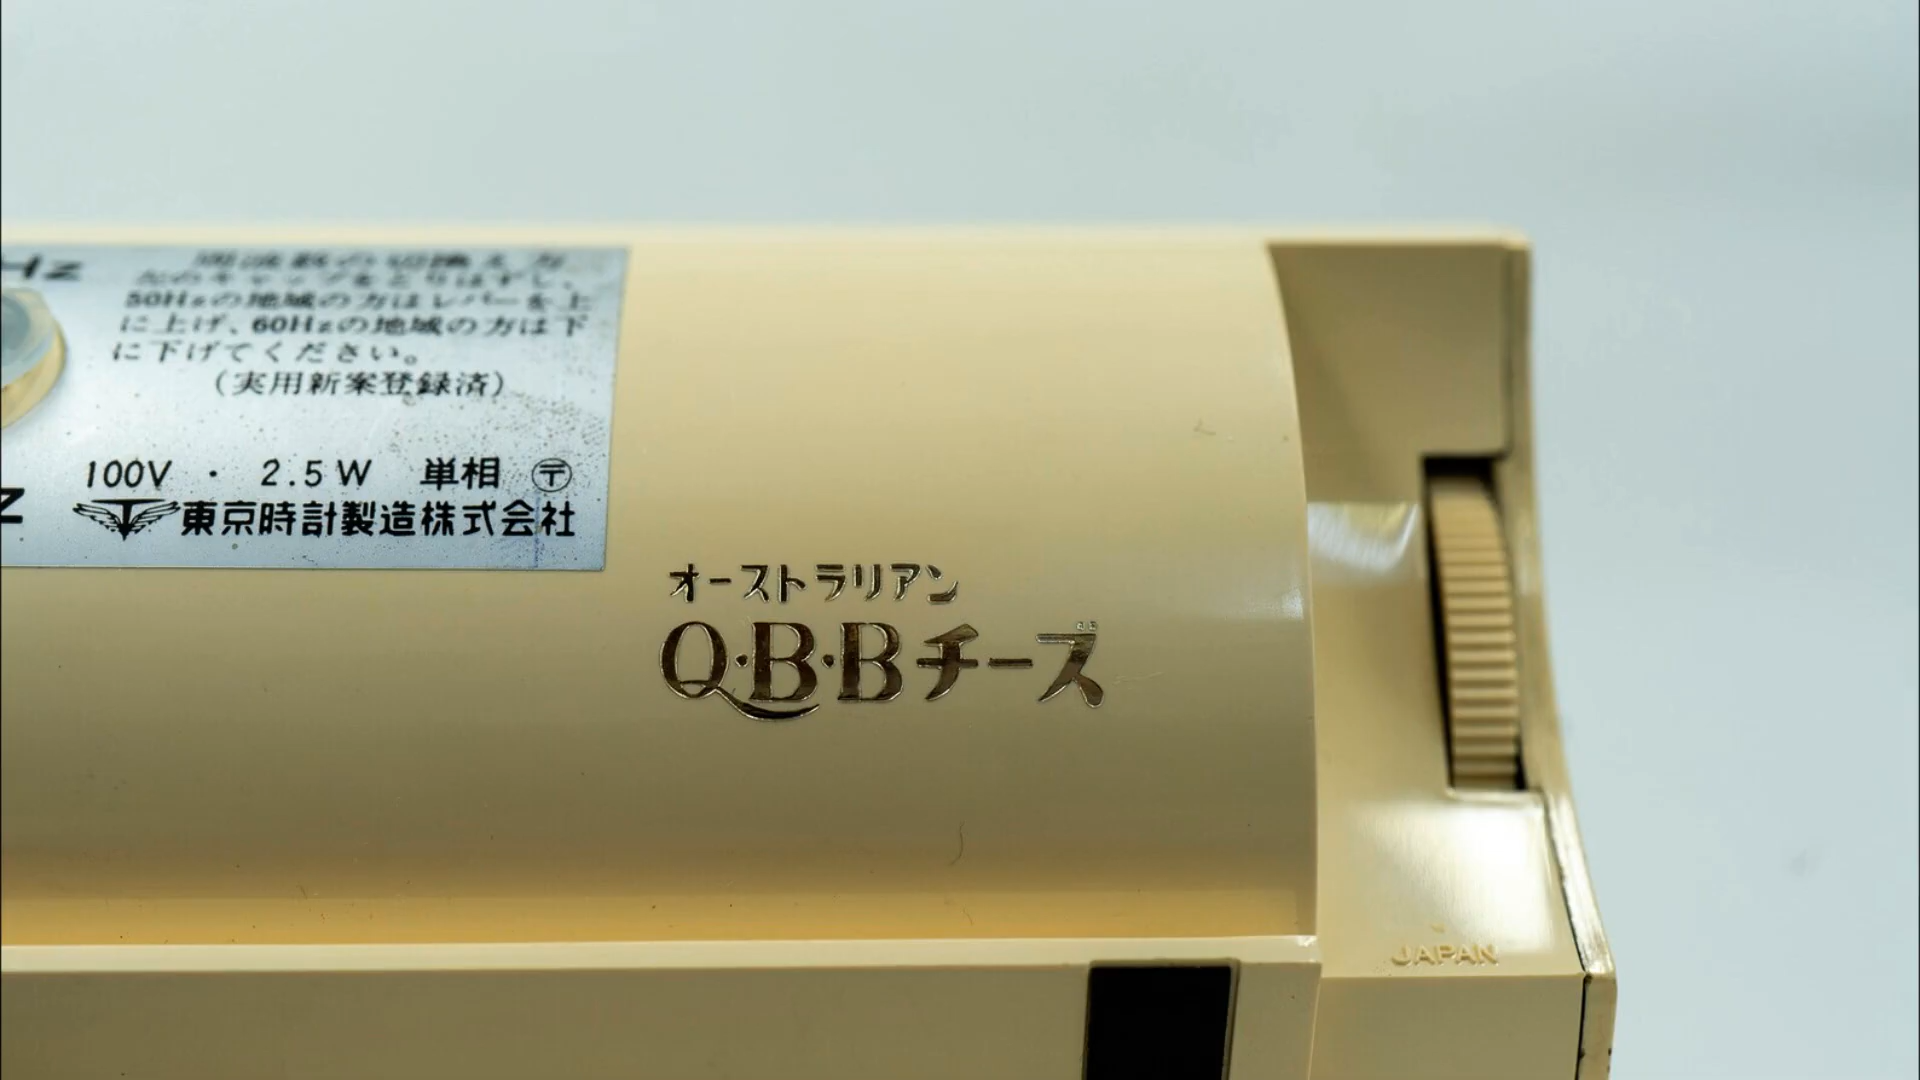 Hz
周波数の切換え方
左のキャップをとりはずし、
50Hzの地域の方はレバーを上
に上げ、60Hzの地域の方は下
に下げてください。
(実用新案登録済)
100V・2.5W 単相 〶
東京時計製造株式会社
オーストラリアン
Q・B・Bチーズ
JAPAN